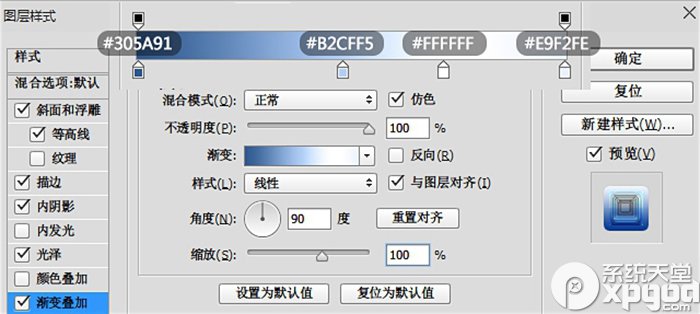 图层样式
#305A91 #B2CFF5 #FFFFFF #E9F2FE
样式
混合选项:默认
斜面和浮雕
等高线
纹理
描边
内阴影
内发光
光泽
颜色叠加
渐变叠加
混合模式(O): 正常 仿色
不透明度(P): 100 %
渐变: 反向(R)
样式(L): 线性 与图层对齐(I)
角度(N): 90 度 重置对齐
缩放(S): 100 %
设置为默认值 复位为默认值
确定
复位
新建样式(W)...
预览(V)
系统天堂
xpgod